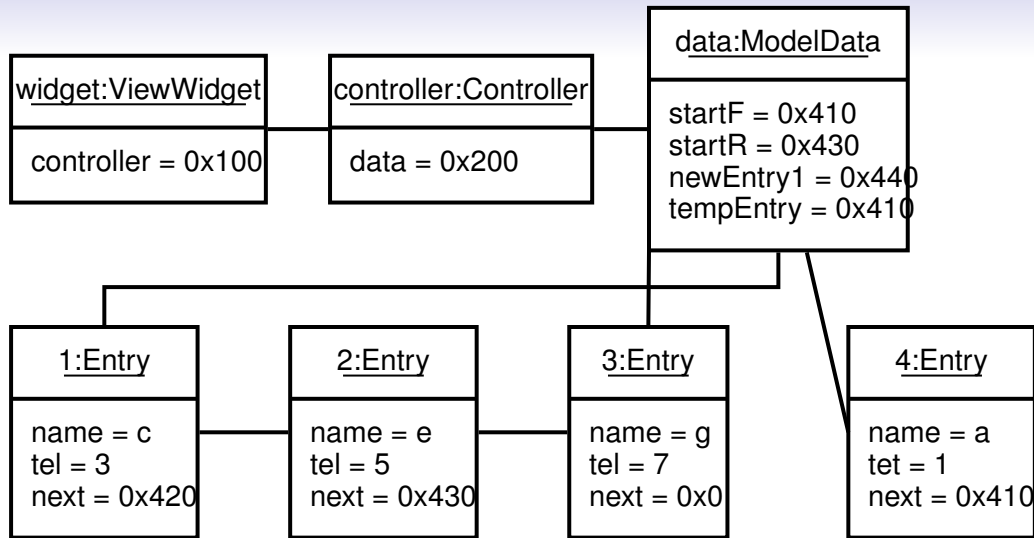 data:ModelData
startF = 0x410
startR = 0x430
newEntry1 = 0x440
tempEntry = 0x410
widget:ViewWidget
controller = 0x100
controller:Controller
data = 0x200
1:Entry
name = c
tel = 3
next = 0x420
2:Entry
name = e
tel = 5
next = 0x430
3:Entry
name = g
tel = 7
next = 0x0
4:Entry
name = a
tet = 1
next = 0x410